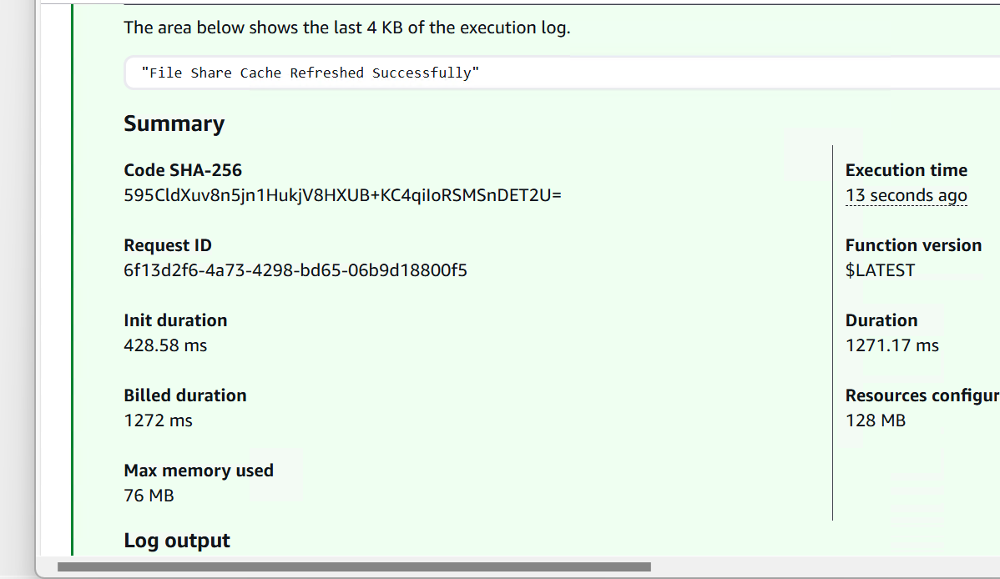 The area below shows the last 4 KB of the execution log.
"File Share Cache Refreshed Successfully"
Summary
Code SHA-256
595CldXuv8n5jn1HukjV8HXUB+KC4qiIoRSMSnDET2U=
Request ID
6f13d2f6-4a73-4298-bd65-06b9d18800f5
Init duration
428.58 ms
Billed duration
1272 ms
Max memory used
76 MB
Execution time
13 seconds ago
Function version
$LATEST
Duration
1271.17 ms
Resources configur
128 MB
Log output